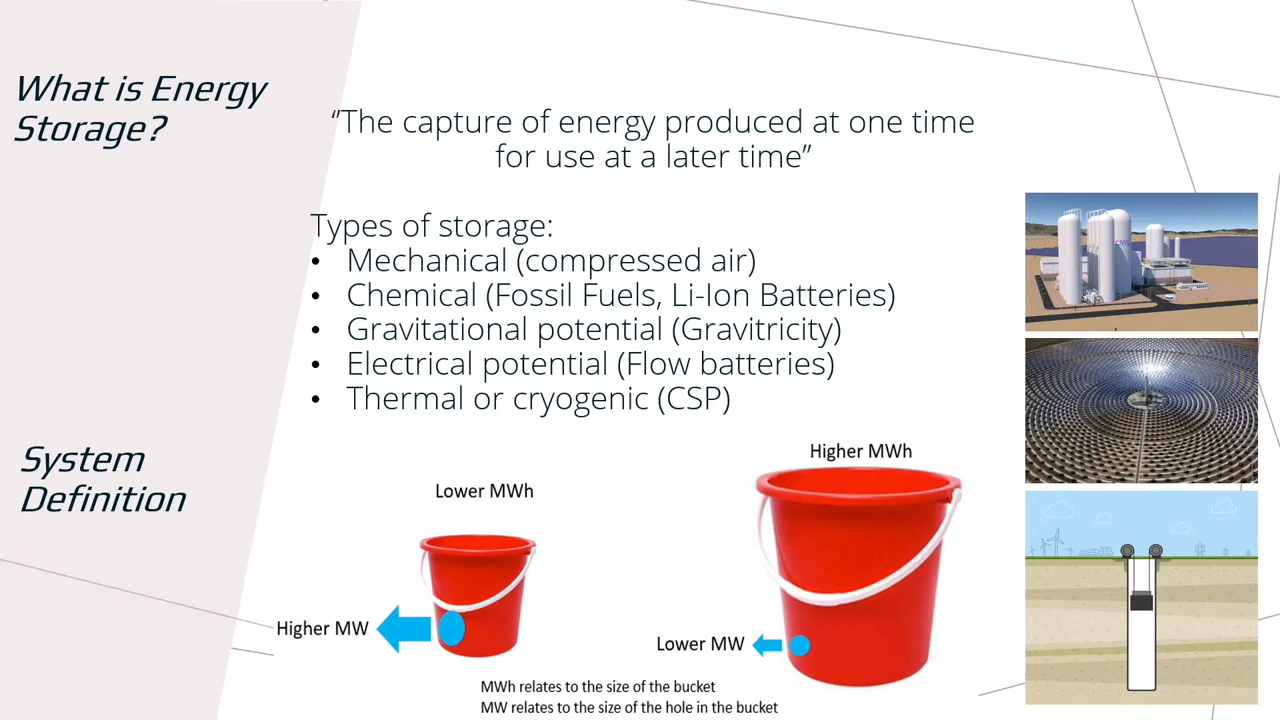 What is Energy
Storage?
“The capture of energy produced at one time
for use at a later time”
Types of storage:
• Mechanical (compressed air)
• Chemical (Fossil Fuels, Li-Ion Batteries)
• Gravitational potential (Gravitricity)
• Electrical potential (Flow batteries)
• Thermal or cryogenic (CSP)
System
Definition
Lower MWh
Higher MW
Higher MWh
Lower MW
MWh relates to the size of the bucket
MW relates to the size of the hole in the bucket